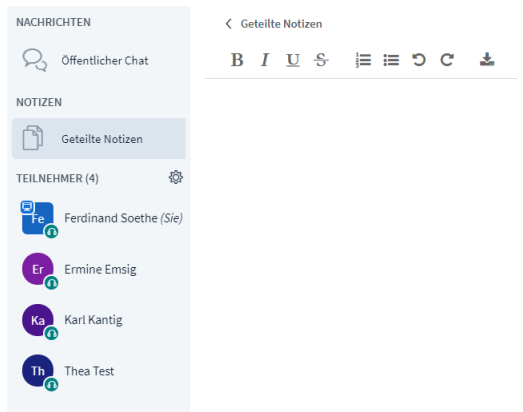 NACHRICHTEN
Öffentlicher Chat
NOTIZEN
Geteilte Notizen
TEILNEHMER (4)
Fe Ferdinand Soethe (Sie)
Er Ermine Emsig
Ka Karl Kantig
Th Thea Test
Geteilte Notizen
B I U S